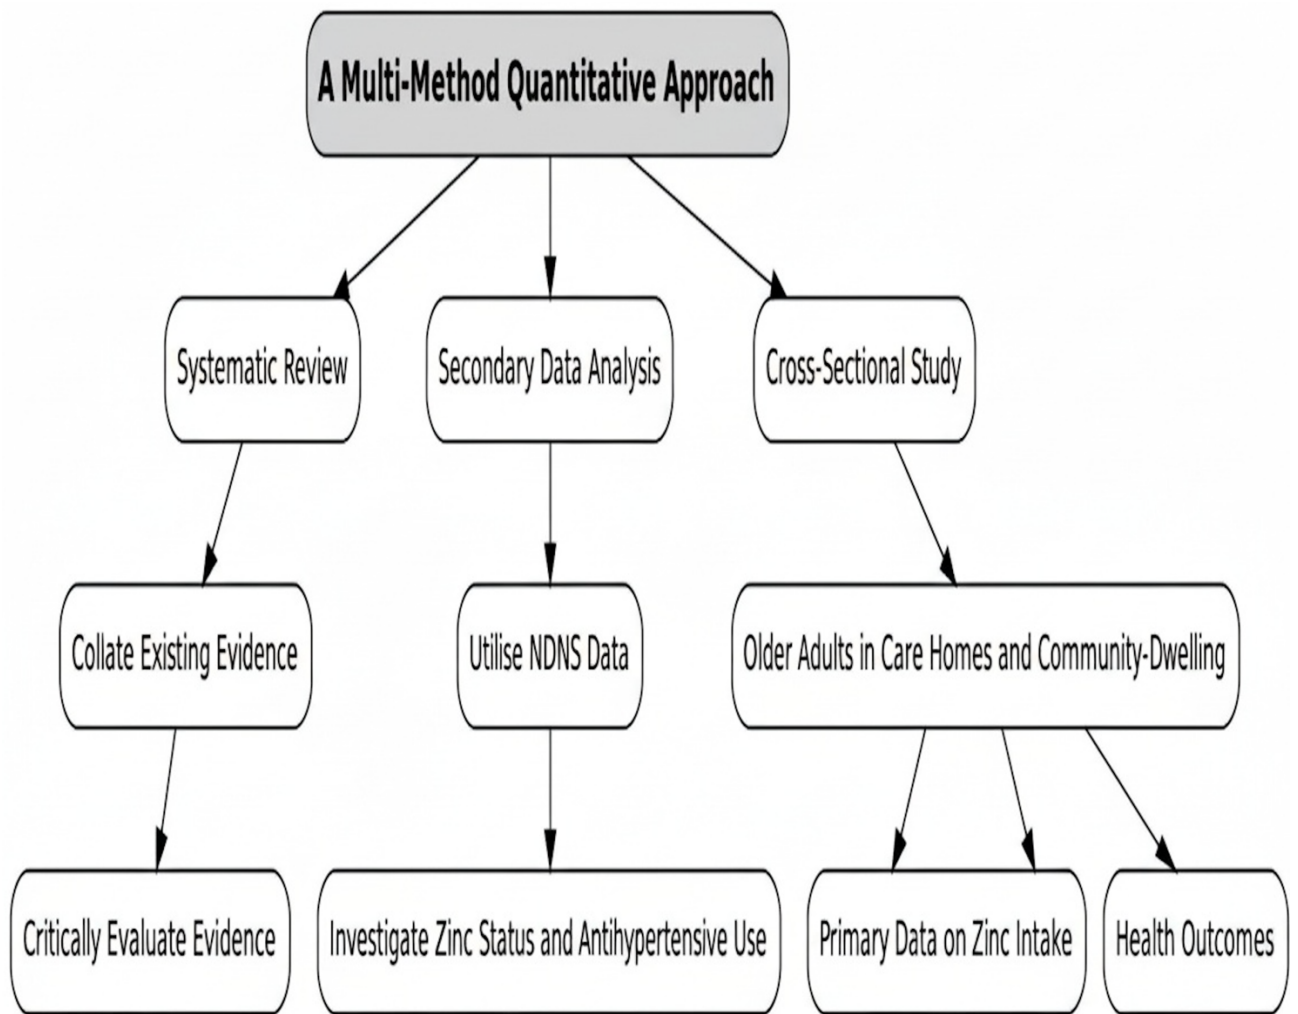 A Multi-Method Quantitative Approach
Systematic Review
Secondary Data Analysis
Cross-Sectional Study
Collate Existing Evidence
Utilise NDNS Data
Older Adults in Care Homes and Community-Dwelling
Critically Evaluate Evidence
Investigate Zinc Status and Antihypertensive Use
Primary Data on Zinc Intake
Health Outcomes